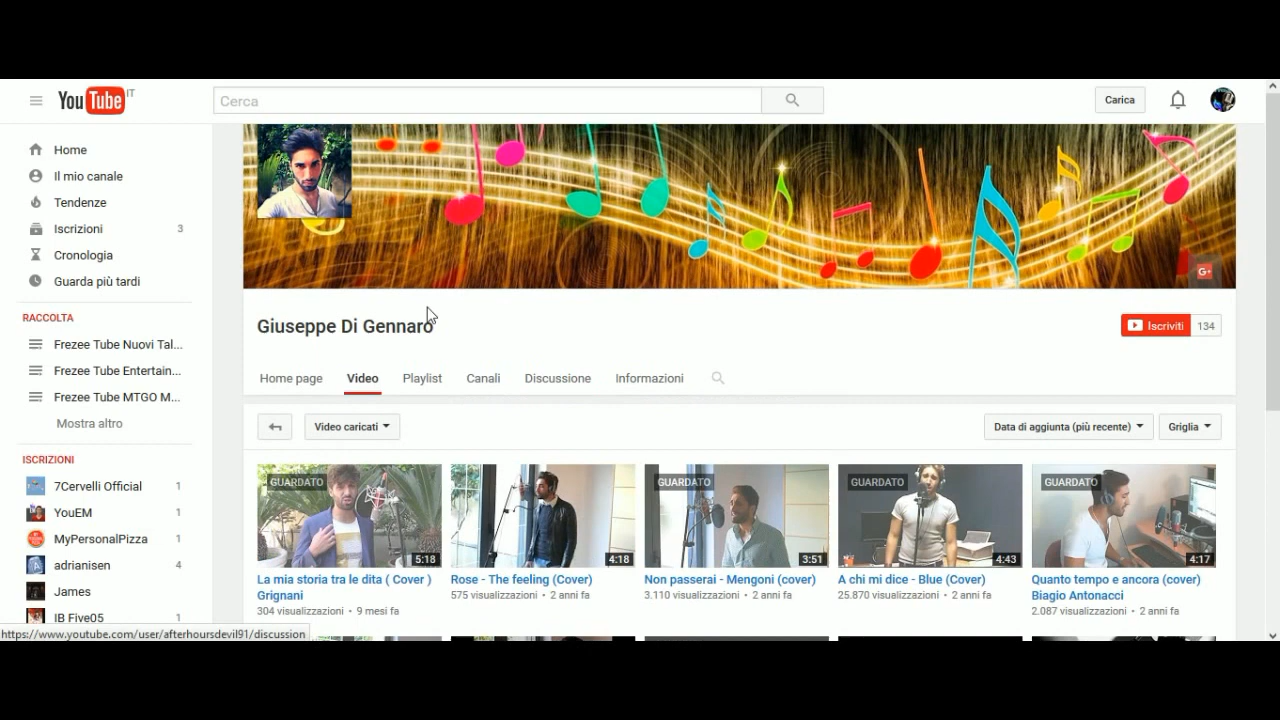 YouTube IT
Cerca
Carica
Home
Il mio canale
Tendenze
Iscrizioni 3
Cronologia
Guarda più tardi
RACCOLTA
Frezee Tube Nuovi Tal...
Frezee Tube Entertain...
Frezee Tube MTGO M...
Mostra altro
ISCRIZIONI
7Cervelli Official 1
YouEM 1
MyPersonalPizza 1
adrianisen 4
James
IB Five05 1
https://www.youtube.com/user/afterhoursdevil91/discussion
G+
Giuseppe Di Gennaro
Iscriviti 134
Home page Video Playlist Canali Discussione Informazioni
Video caricati
Data di aggiunta (più recente) Griglia
GUARDATO
5:18
La mia storia tra le dita ( Cover )
Grignani
304 visualizzazioni • 9 mesi fa
4:18
Rose - The feeling (Cover)
575 visualizzazioni • 2 anni fa
GUARDATO
3:51
Non passerai - Mengoni (cover)
3.110 visualizzazioni • 2 anni fa
GUARDATO
4:43
A chi mi dice - Blue (Cover)
25.870 visualizzazioni • 2 anni fa
GUARDATO
4:17
Quanto tempo e ancora (cover)
Biagio Antonacci
2.087 visualizzazioni • 2 anni fa